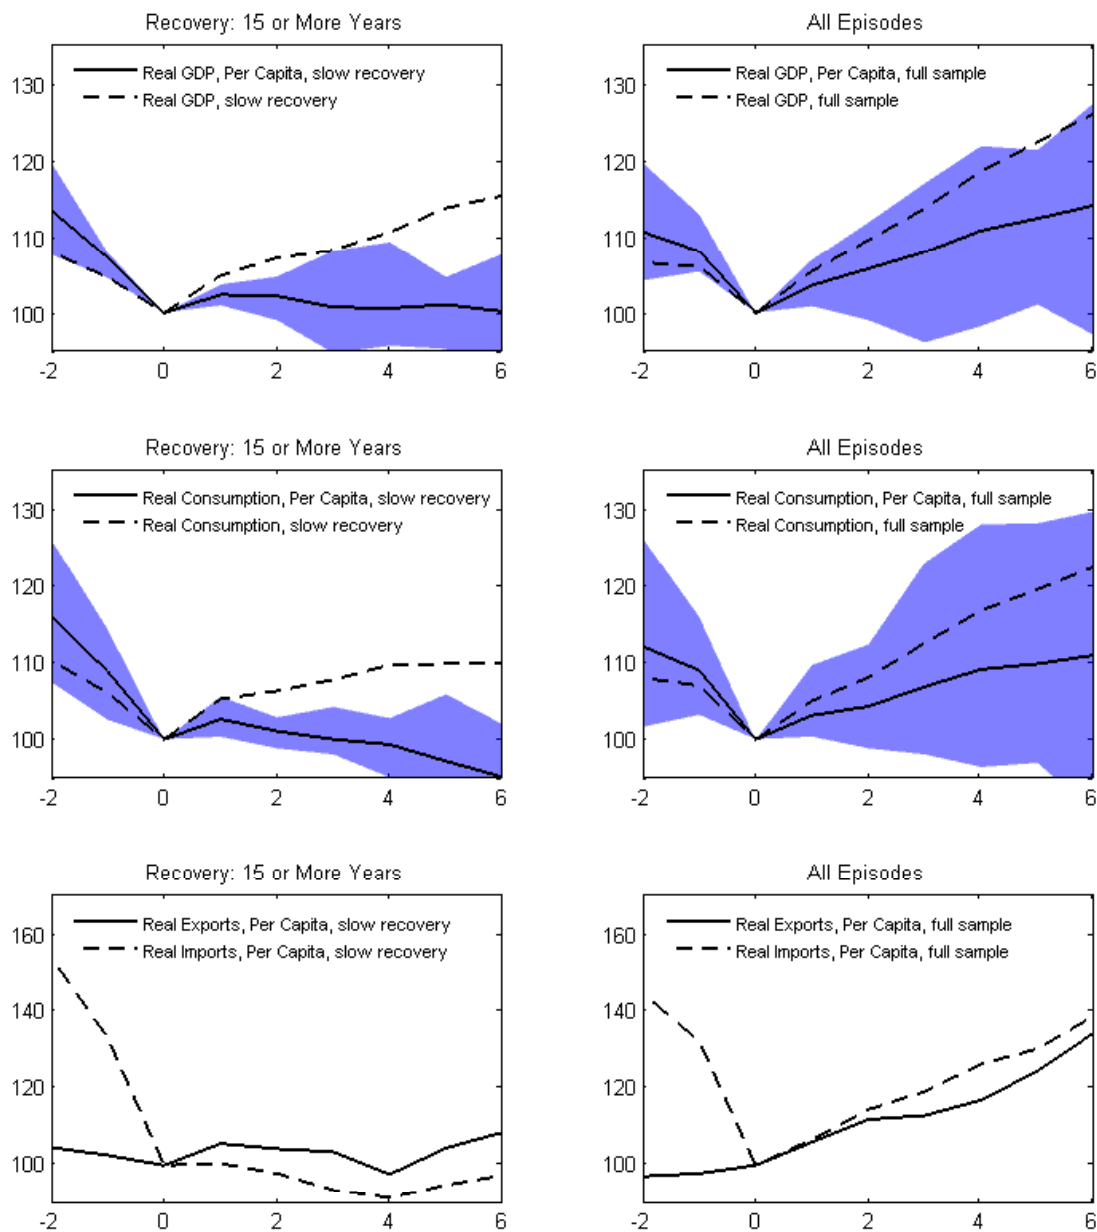 Recovery: 15 or More Years
Real GDP, Per Capita, slow recovery
Real GDP, slow recovery
130
120
110
100
-2 0 2 4 6
All Episodes
Real GDP, Per Capita, full sample
Real GDP, full sample
130
120
110
100
-2 0 2 4 6
Recovery: 15 or More Years
Real Consumption, Per Capita, slow recovery
Real Consumption, slow recovery
130
120
110
100
-2 0 2 4 6
All Episodes
Real Consumption, Per Capita, full sample
Real Consumption, full sample
130
120
110
100
-2 0 2 4 6
Recovery: 15 or More Years
Real Exports, Per Capita, slow recovery
Real Imports, Per Capita, slow recovery
160
140
120
100
-2 0 2 4 6
All Episodes
Real Exports, Per Capita, full sample
Real Imports, Per Capita, full sample
160
140
120
100
-2 0 2 4 6